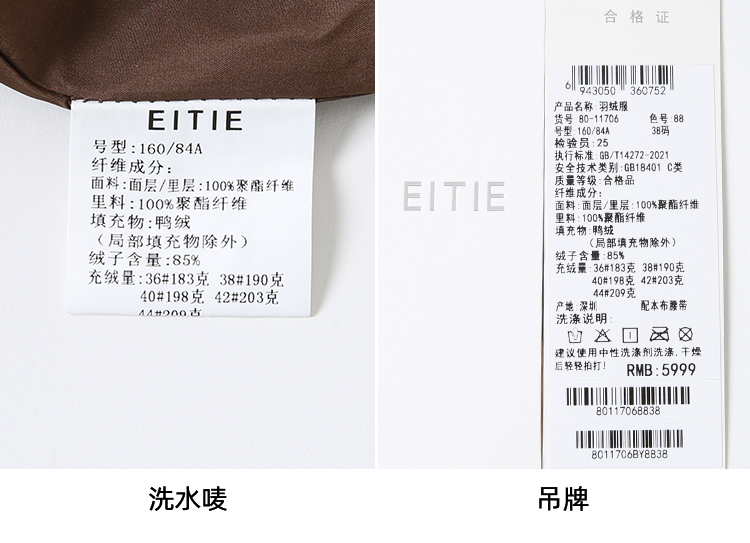 EITIE
号型:160/84A
纤维成分:
面料:面层/里层:100%聚酯纤维
里料:100%聚酯纤维
填充物:鸭绒
（局部填充物除外）
绒子含量:85%
充绒量:36#183克 38#190克
40#198克 42#203克
44#209克
洗水唛
EITIE
合格证
6 943050 360752
产品名称:羽绒服
货号:80-11706 色号:88
号型:160/84A 38码
检验员:25
执行标准:GB/T14272-2021
安全技术类别:GB18401 C类
质量等级:合格品
纤维成分:
面料:面层/里层:100%聚酯纤维
里料:100%聚酯纤维
填充物:鸭绒
（局部填充物除外）
绒子含量:85%
充绒量:36#183克 38#190克
40#198克 42#203克
44#209克
产地:深圳 配本布腰带
洗涤说明:
建议使用中性洗涤剂洗涤,干燥
后轻轻拍打!
RMB:5999
80117068838
8011706BY8838
吊牌